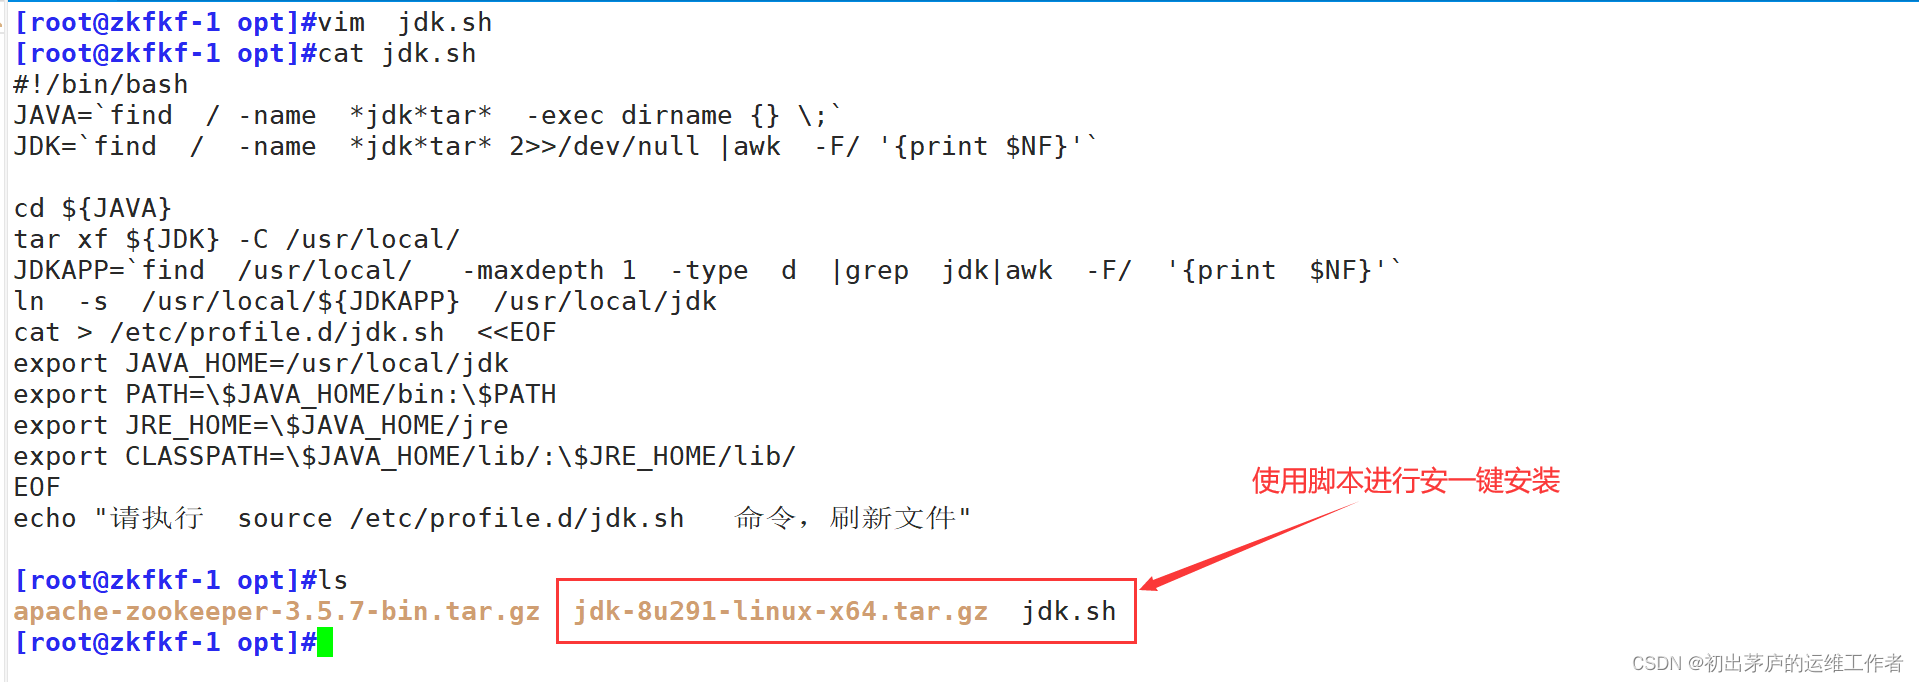 [root@zkfkf-1 opt]#vim  jdk.sh
[root@zkfkf-1 opt]#cat jdk.sh
#!/bin/bash
JAVA=`find  / -name  *jdk*tar*  -exec dirname {} \;`
JDK=`find  /  -name  *jdk*tar* 2>>/dev/null |awk  -F/ '{print $NF}'`

cd ${JAVA}
tar xf ${JDK} -C /usr/local/
JDKAPP=`find  /usr/local/   -maxdepth 1  -type  d  |grep  jdk|awk  -F/  '{print  $NF}'`
ln  -s  /usr/local/${JDKAPP}  /usr/local/jdk
cat > /etc/profile.d/jdk.sh  <<EOF
export JAVA_HOME=/usr/local/jdk
export PATH=\$JAVA_HOME/bin:\$PATH
export JRE_HOME=\$JAVA_HOME/jre
export CLASSPATH=\$JAVA_HOME/lib/:\$JRE_HOME/lib/
EOF
使用脚本进行安一键安装
echo "请执行  source /etc/profile.d/jdk.sh   命令，刷新文件"

[root@zkfkf-1 opt]#ls
apache-zookeeper-3.5.7-bin.tar.gz  jdk-8u291-linux-x64.tar.gz  jdk.sh
[root@zkfkf-1 opt]#
CSDN @初出茅庐的运维工作者